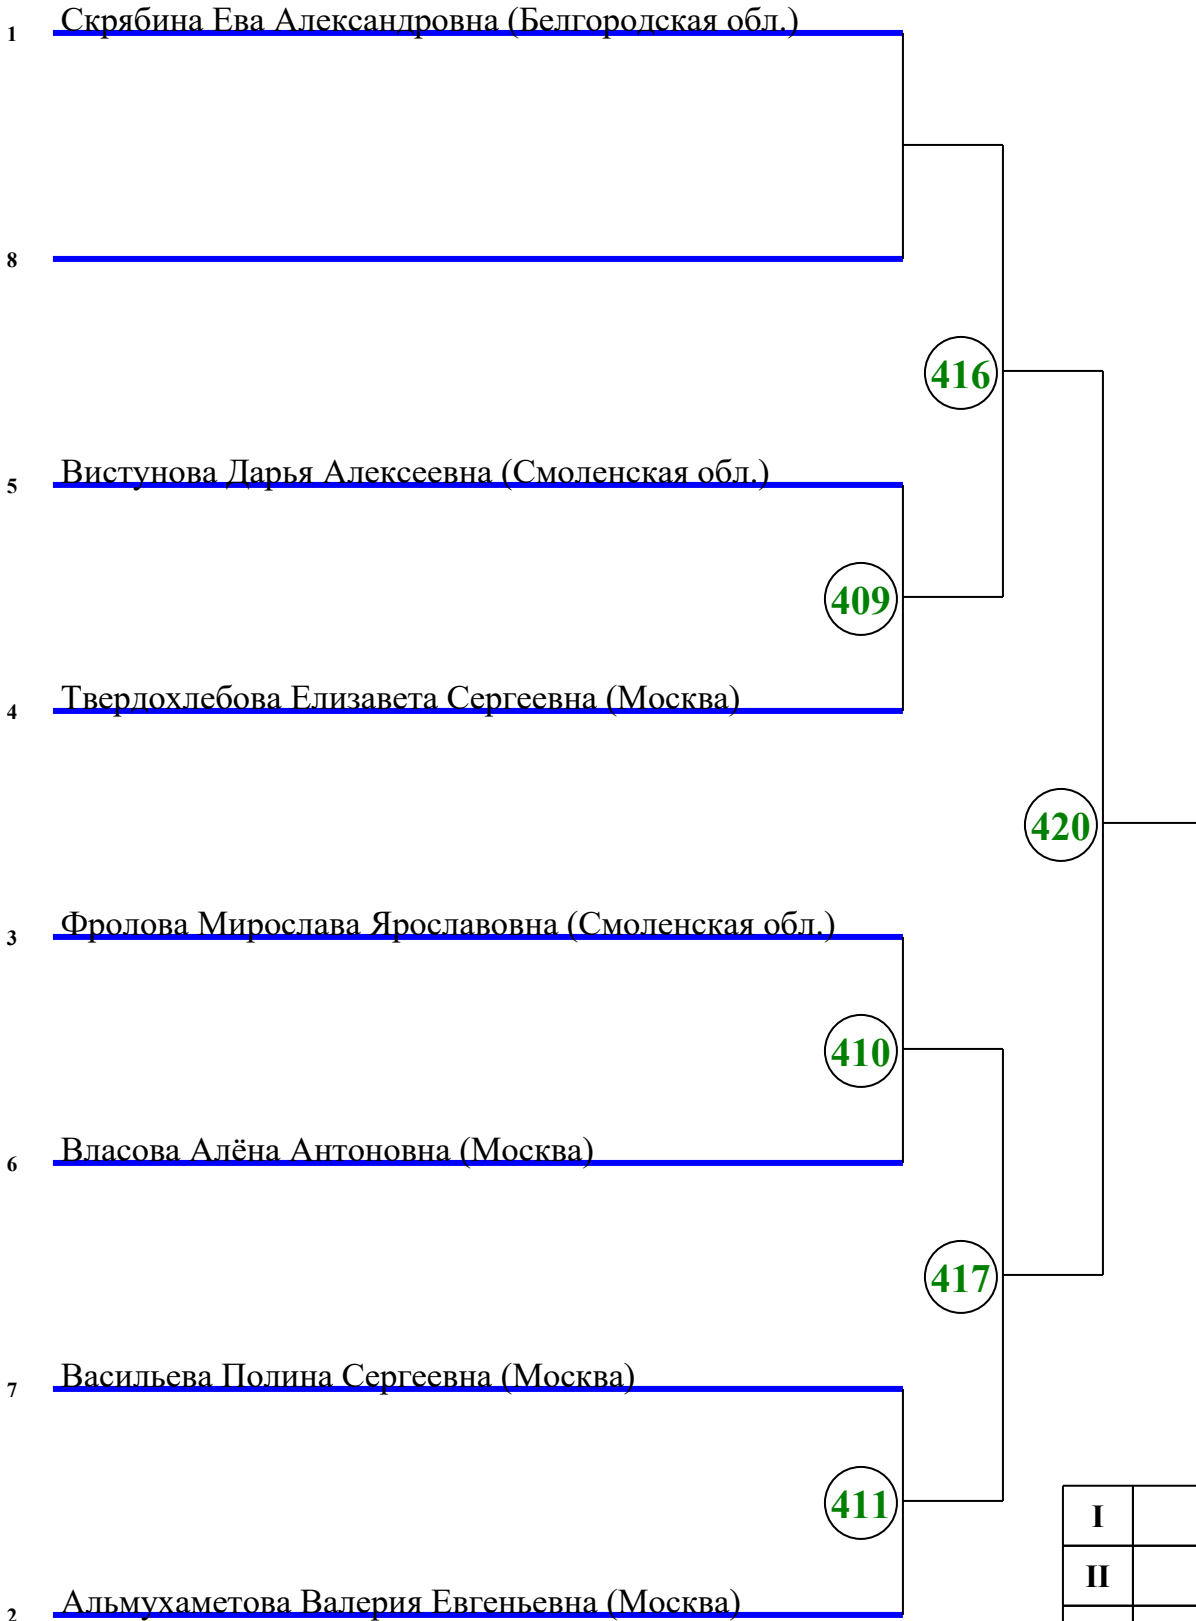 1 Скрябина Ева Александровна (Белгородская обл.)
8
416
5 Вистунова Дарья Алексеевна (Смоленская обл.)
409
4 Твердохлебова Елизавета Сергеевна (Москва)
420
3 Фролова Мирослава Ярославовна (Смоленская обл.)
410
6 Власова Алёна Антоновна (Москва)
417
7 Васильева Полина Сергеевна (Москва)
411
I
II
2 Альмухаметова Валерия Евгеньевна (Москва)